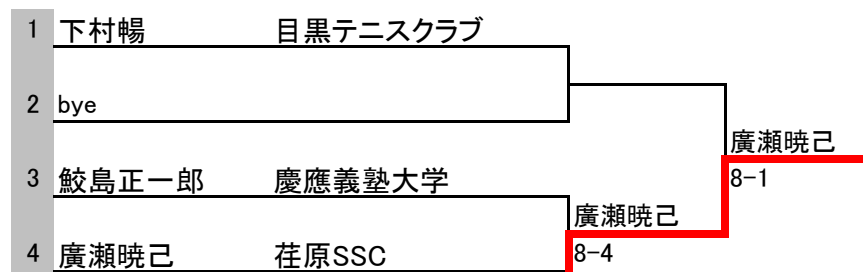 1 下村暢 目黒テニスクラブ
2 bye
廣瀬暁己
3 鮫島正一郎 慶應義塾大学 8-1
廣瀬暁己
4 廣瀬暁己 荏原SSC 8-4